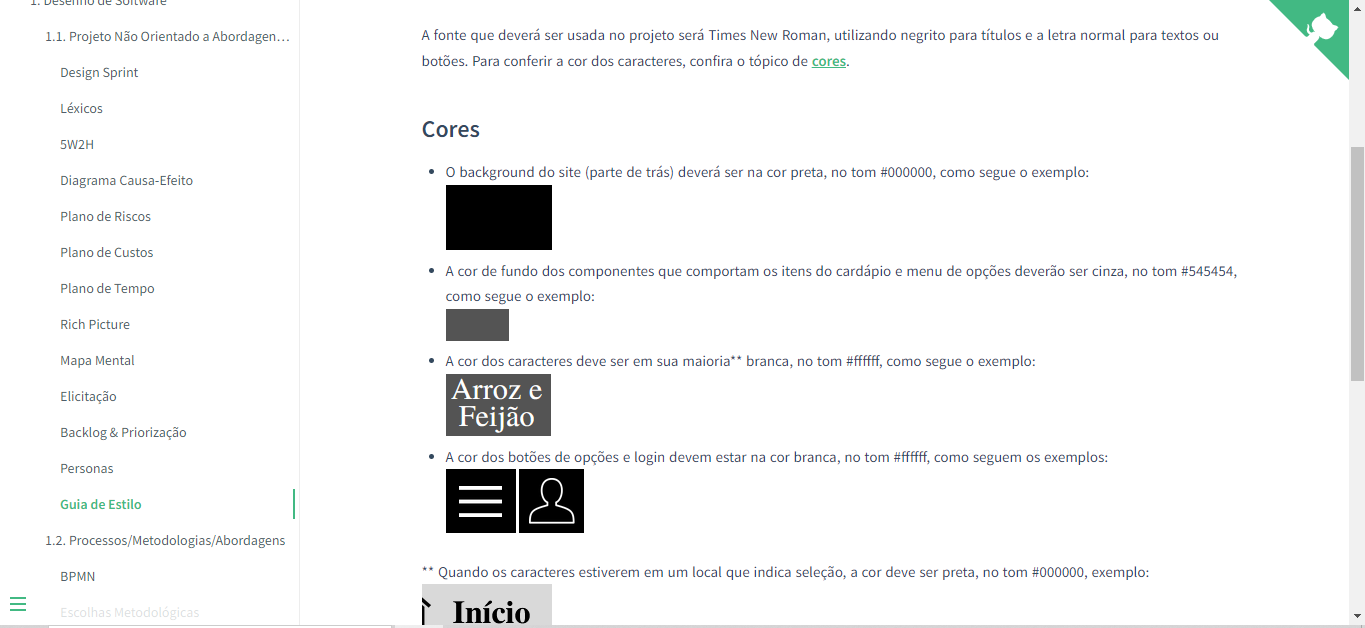 1. Desenho de Software
1.1. Projeto Não Orientado a Abordagen…
Design Sprint
Léxicos
5W2H
Diagrama Causa-Efeito
Plano de Riscos
Plano de Custos
Plano de Tempo
Rich Picture
Mapa Mental
Elicitação
Backlog & Priorização
Personas
Guia de Estilo
1.2. Processos/Metodologias/Abordagens
BPMN
Escolhas Metodológicas
A fonte que deverá ser usada no projeto será Times New Roman, utilizando negrito para títulos e a letra normal para textos ou
botões. Para conferir a cor dos caracteres, confira o tópico de cores.
Cores
O background do site (parte de trás) deverá ser na cor preta, no tom #000000, como segue o exemplo:
A cor de fundo dos componentes que comportam os itens do cardápio e menu de opções deverão ser cinza, no tom #545454,
como segue o exemplo:
A cor dos caracteres deve ser em sua maioria** branca, no tom #ffffff, como segue o exemplo:
Arroz e
Feijão
A cor dos botões de opções e login devem estar na cor branca, no tom #ffffff, como seguem os exemplos:
** Quando os caracteres estiverem em um local que indica seleção, a cor deve ser preta, no tom #000000, exemplo:
Início